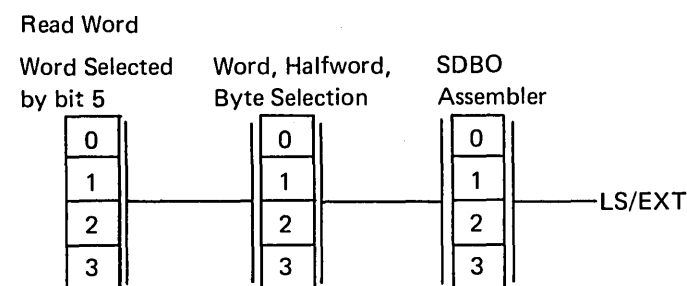 Read Word
Word Selected
by bit 5
Word, Halfword,
Byte Selection
SDBO
Assembler
0
1
2
3
0
1
2
3
0
1
2
3
LS/EXT